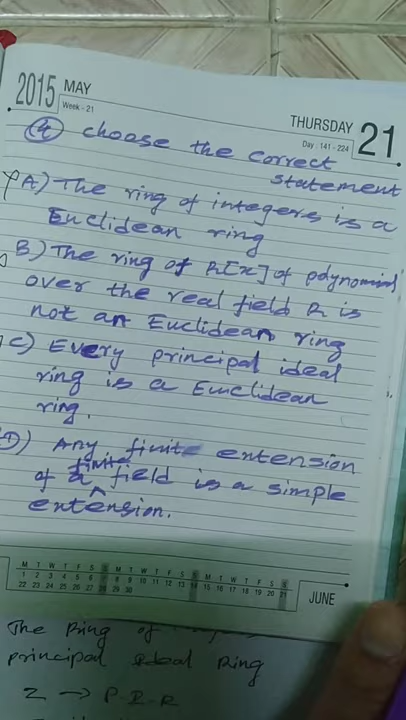 2015 MAY
Week - 21
THURSDAY 21
Day : 141 - 224
④ choose the correct
statement
A) The ring of integers is a
Euclidean ring
B) The ring of R[x] of polynomial
over the real field R is
not an Euclidean ring
C) Every principal ideal
ring is a Euclidean
ring.
D) Any finite extension
of a finite field is a simple
extension.
M T W T F S S M T W T F S S M T W T F S S
1 2 3 4 5 6 7 8 9 10 11 12 13 14 15 16 17 18 19 20 21
22 23 24 25 26 27 28 29 30
JUNE
The Ring of
principal Ideal Ring
Z → P-I-R